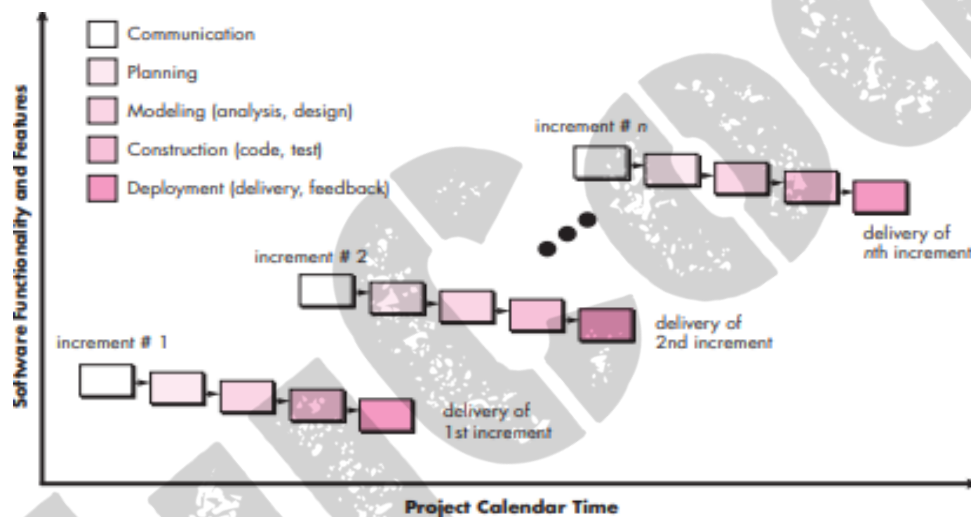 Communication
Planning
Modeling (analysis, design)
Construction (code, test)
Deployment (delivery, feedback)
increment # n
delivery of
nth increment
increment # 2
delivery of
2nd increment
increment # 1
delivery of
1st increment
Software Functionality and Features
Project Calendar Time